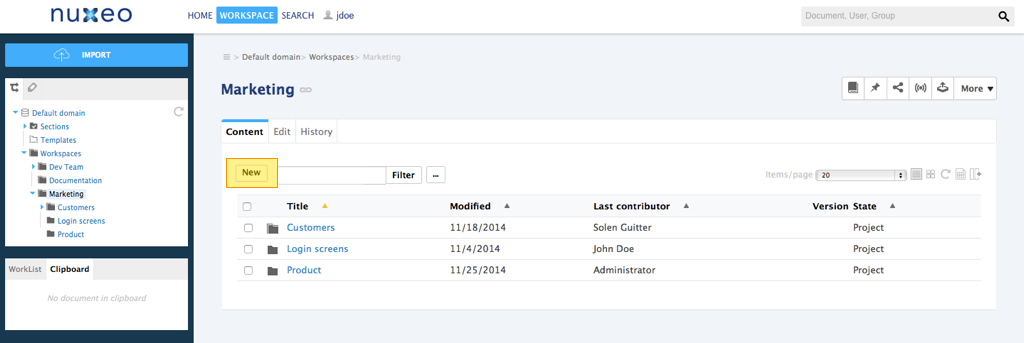 nuxeo HOME WORKSPACE SEARCH jdoe Document, User, Group
IMPORT
> Default domain> Workspaces> Marketing
Marketing
More
Default domain
Sections
Templates
Workspaces
Dev Team
Documentation
Marketing
Customers
Login screens
Product
WorkList Clipboard
No document in clipboard
Content Edit History
New Filter ... Items/page 20
Title Modified Last contributor Version State
Customers 11/18/2014 Solen Guitter Project
Login screens 11/4/2014 John Doe Project
Product 11/25/2014 Administrator Project